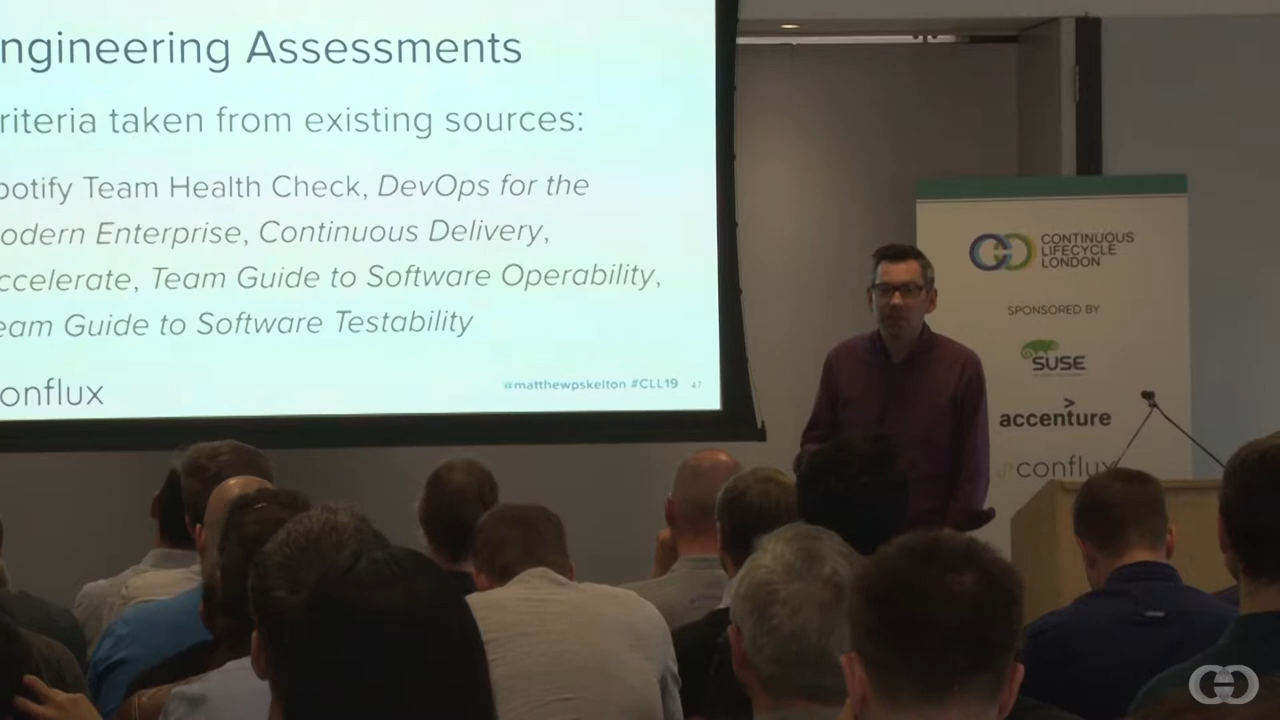 ngineering Assessments
riteria taken from existing sources:
potify Team Health Check, DevOps for the
odern Enterprise, Continuous Delivery,
ccelerate, Team Guide to Software Operability,
eam Guide to Software Testability
onflux
@matthewpskelton #CLL19 47
CONTINUOUS
LIFECYCLE
LONDON
SPONSORED BY
SUSE
accenture
conflux